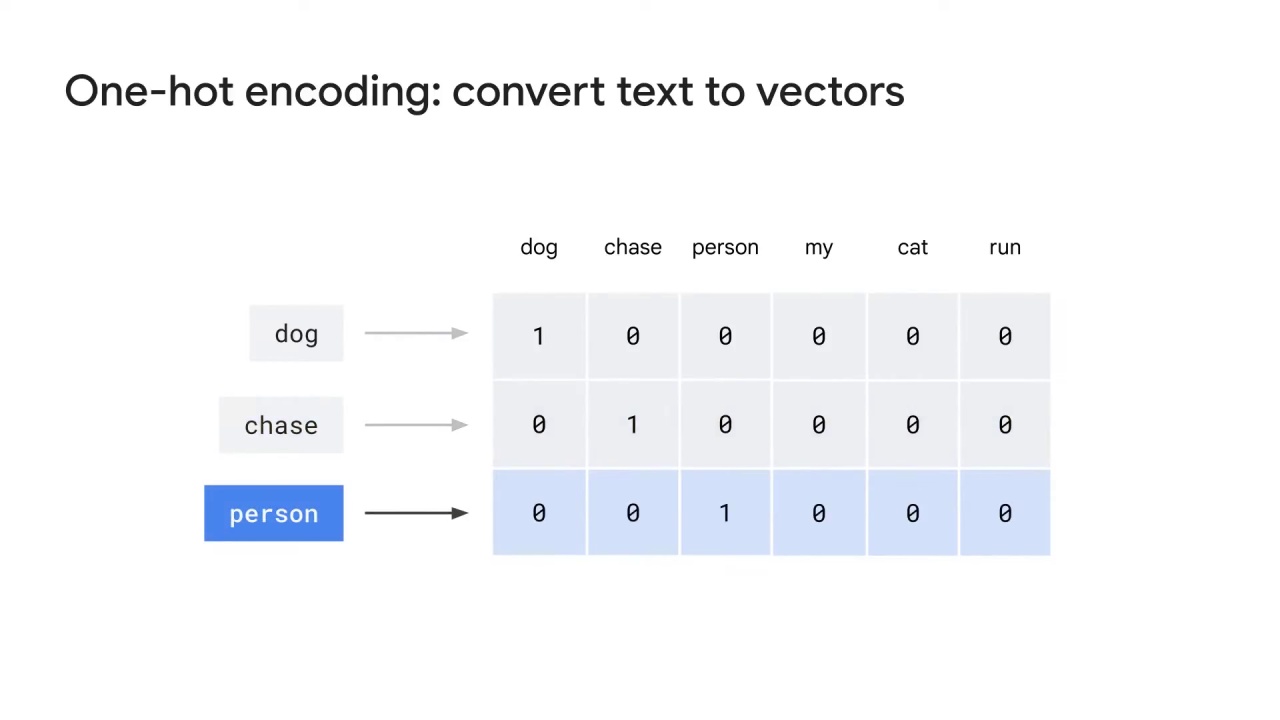 One-hot encoding: convert text to vectors
dog chase person my cat run
dog 1 0 0 0 0 0
chase 0 1 0 0 0 0
person 0 0 1 0 0 0